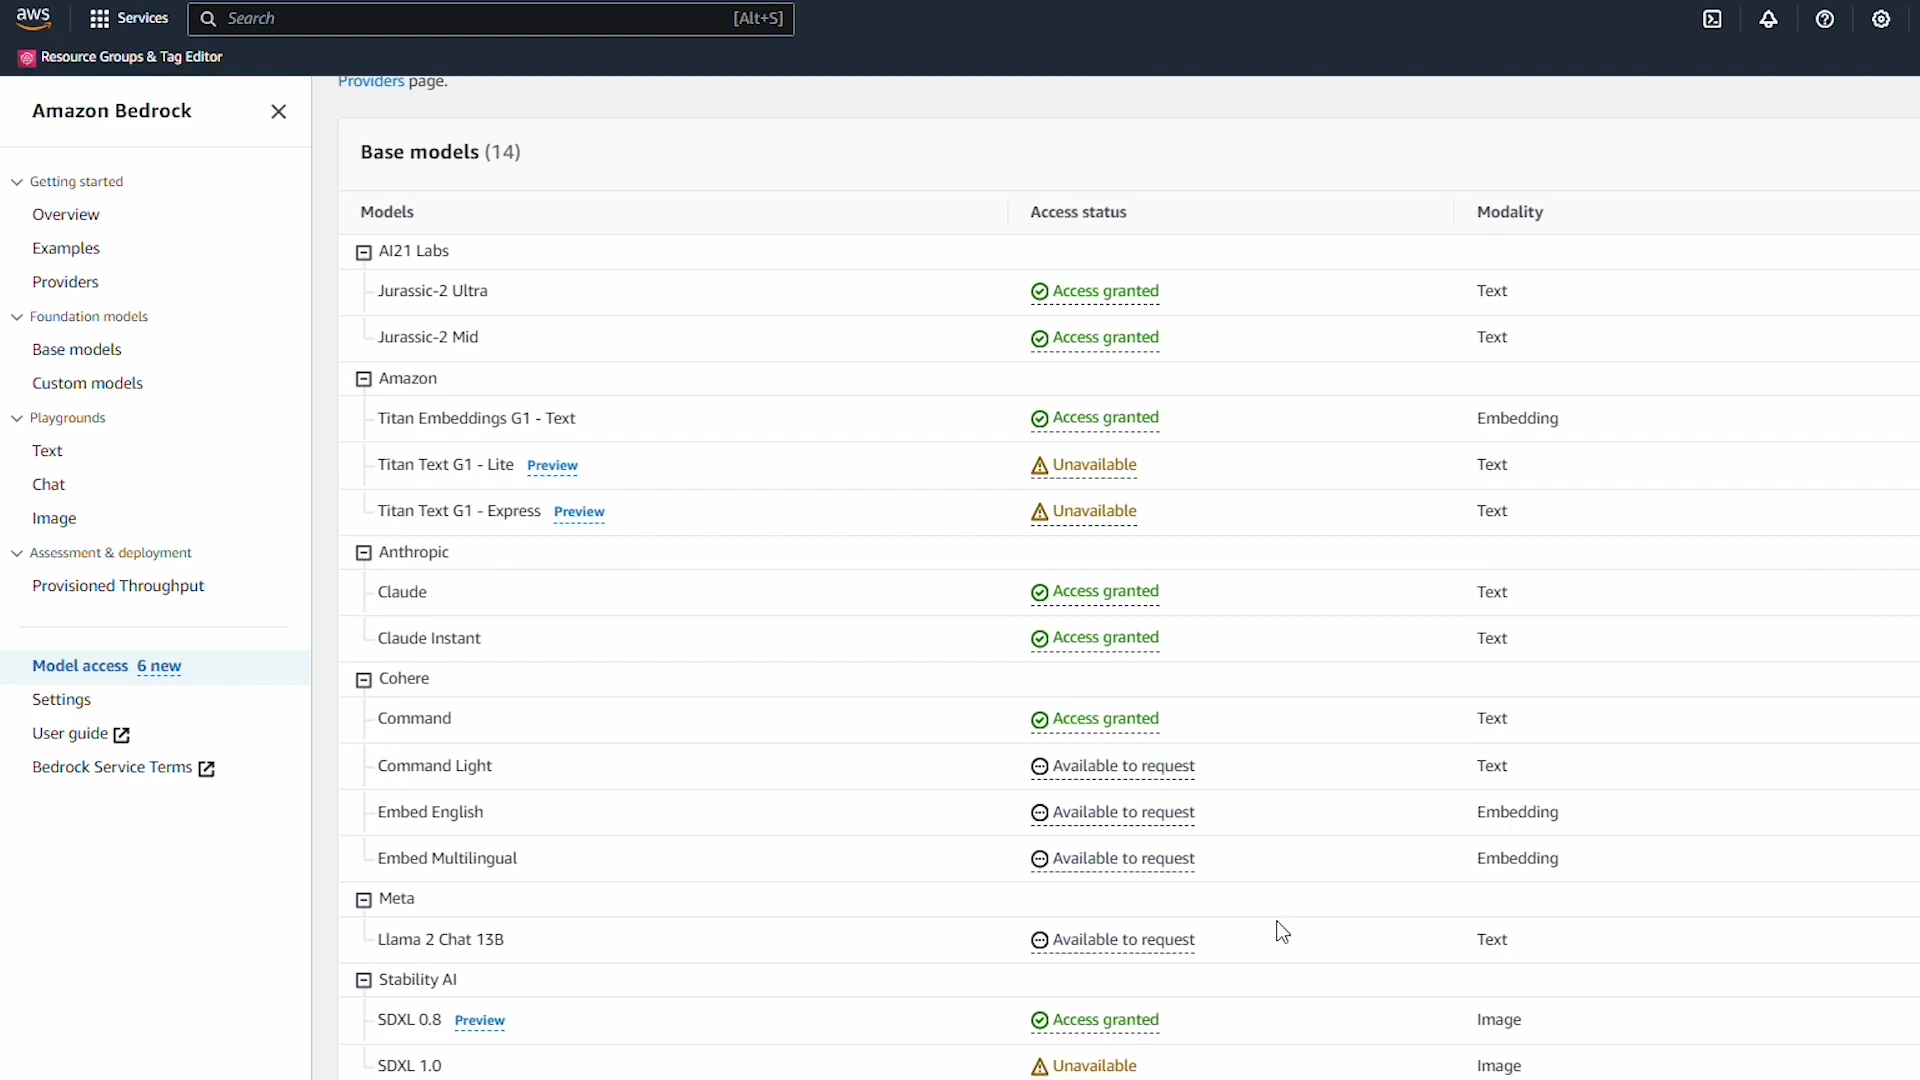 aws
Services
Search [Alt+S]
Resource Groups & Tag Editor
Amazon Bedrock
Getting started
Overview
Examples
Providers
Foundation models
Base models
Custom models
Playgrounds
Text
Chat
Image
Assessment & deployment
Provisioned Throughput
Model access 6 new
Settings
User guide
Bedrock Service Terms
Providers page.
Base models (14)
Models Access status Modality
AI21 Labs
Jurassic-2 Ultra Access granted Text
Jurassic-2 Mid Access granted Text
Amazon
Titan Embeddings G1 - Text Access granted Embedding
Titan Text G1 - Lite Preview Unavailable Text
Titan Text G1 - Express Preview Unavailable Text
Anthropic
Claude Access granted Text
Claude Instant Access granted Text
Cohere
Command Access granted Text
Command Light Available to request Text
Embed English Available to request Embedding
Embed Multilingual Available to request Embedding
Meta
Llama 2 Chat 13B Available to request Text
Stability AI
SDXL 0.8 Preview Access granted Image
SDXL 1.0 Unavailable Image